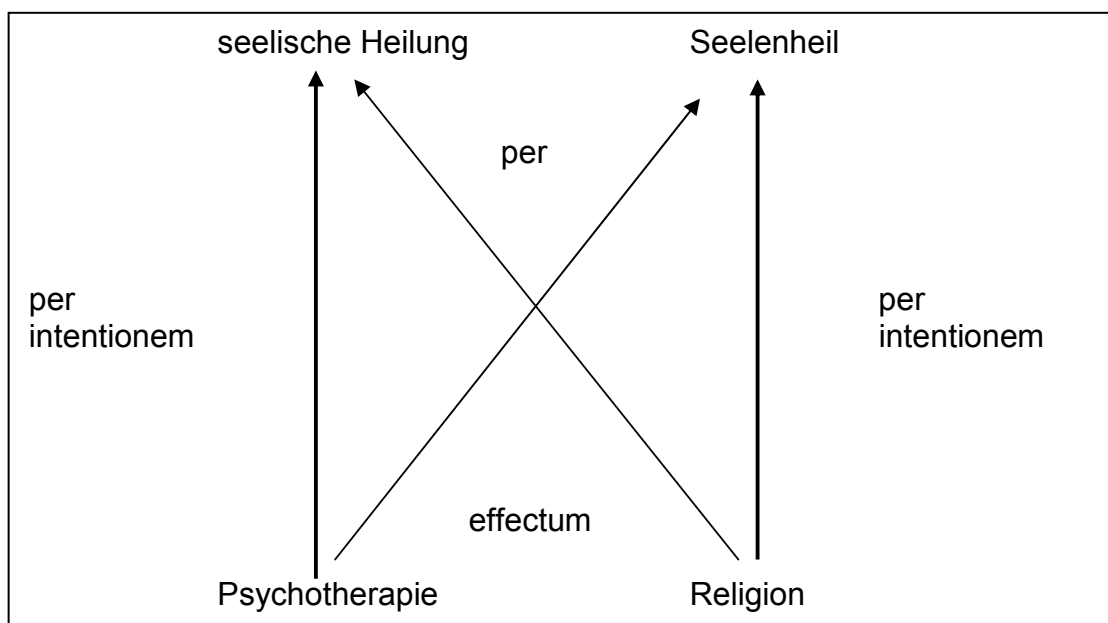 seelische Heilung
Seelenheil
per
per
intentionem
per
intentionem
effectum
Psychotherapie
Religion